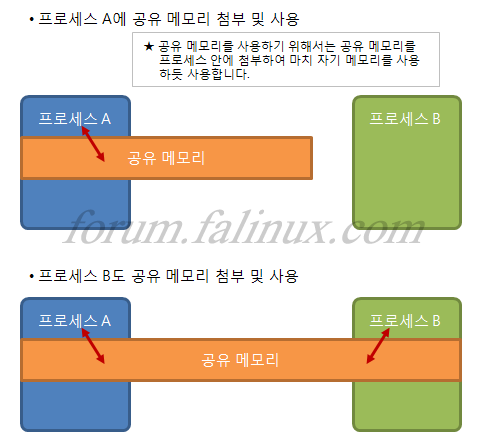 • 프로세스 A에 공유 메모리 첨부 및 사용
★ 공유 메모리를 사용하기 위해서는 공유 메모리를
프로세스 안에 첨부하여 마치 자기 메모리를 사용
하듯 사용합니다.
프로세스 A
프로세스 B
공유 메모리
forum.falinux.com
• 프로세스 B도 공유 메모리 첨부 및 사용
프로세스 A
프로세스 B
공유 메모리